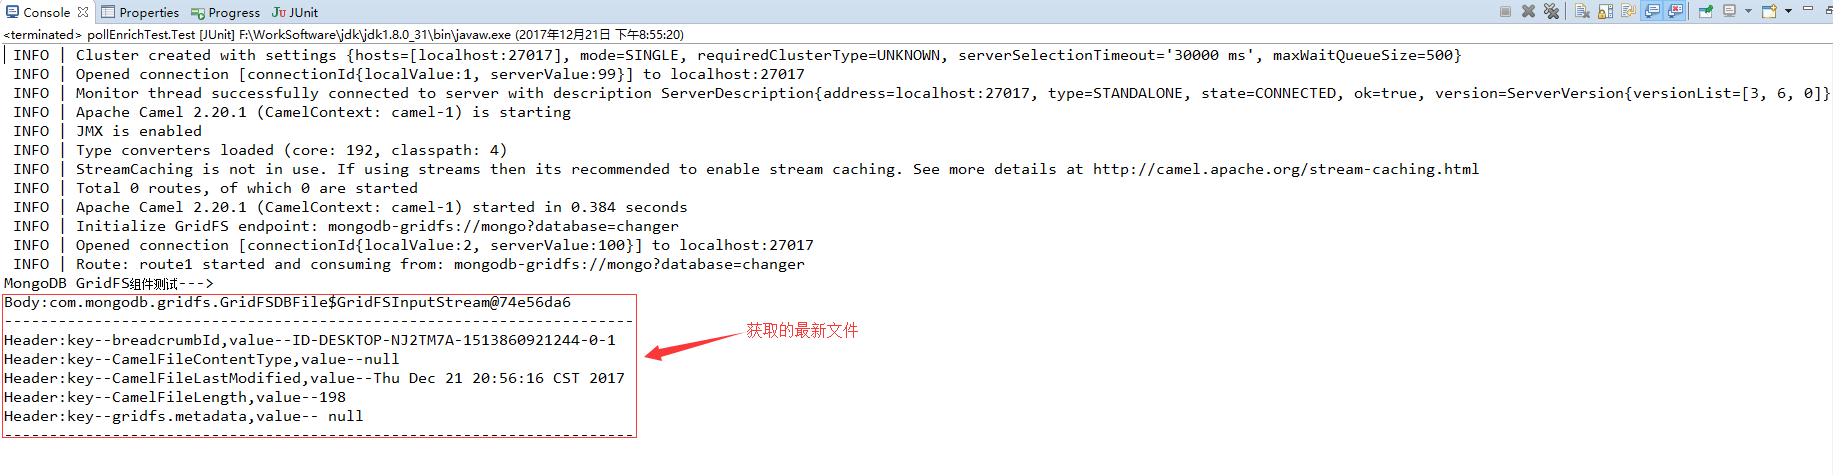 Console Properties Progress JUnit
<terminated> pollEnrichTest.Test [JUnit] F:\WorkSoftware\jdk\jdk1.8.0_31\bin\javaw.exe (2017年12月21日 下午8:55:20)
INFO | Cluster created with settings {hosts=[localhost:27017], mode=SINGLE, requiredClusterType=UNKNOWN, serverSelectionTimeout='30000 ms', maxWaitQueueSize=500}
INFO | Opened connection [connectionId{localValue:1, serverValue:99}] to localhost:27017
INFO | Monitor thread successfully connected to server with description ServerDescription{address=localhost:27017, type=STANDALONE, state=CONNECTED, ok=true, version=ServerVersion{versionList=[3, 6, 0]}
INFO | Apache Camel 2.20.1 (CamelContext: camel-1) is starting
INFO | JMX is enabled
INFO | Type converters loaded (core: 192, classpath: 4)
INFO | StreamCaching is not in use. If using streams then its recommended to enable stream caching. See more details at http://camel.apache.org/stream-caching.html
INFO | Total 0 routes, of which 0 are started
INFO | Apache Camel 2.20.1 (CamelContext: camel-1) started in 0.384 seconds
INFO | Initialize GridFS endpoint: mongodb-gridfs://mongo?database=changer
INFO | Opened connection [connectionId{localValue:2, serverValue:100}] to localhost:27017
INFO | Route: route1 started and consuming from: mongodb-gridfs://mongo?database=changer
MongoDB GridFS组件测试--->
Body:com.mongodb.gridfs.GridFSDBFile$GridFSInputStream@74e56da6
----------------------------------------------------------------------
Header:key--breadcrumbId,value--ID-DESKTOP-NJ2TM7A-1513860921244-0-1
获取的最新文件
Header:key--CamelFileContentType,value--null
Header:key--CamelFileLastModified,value--Thu Dec 21 20:56:16 CST 2017
Header:key--CamelFileLength,value--198
Header:key--gridfs.metadata,value-- null
----------------------------------------------------------------------